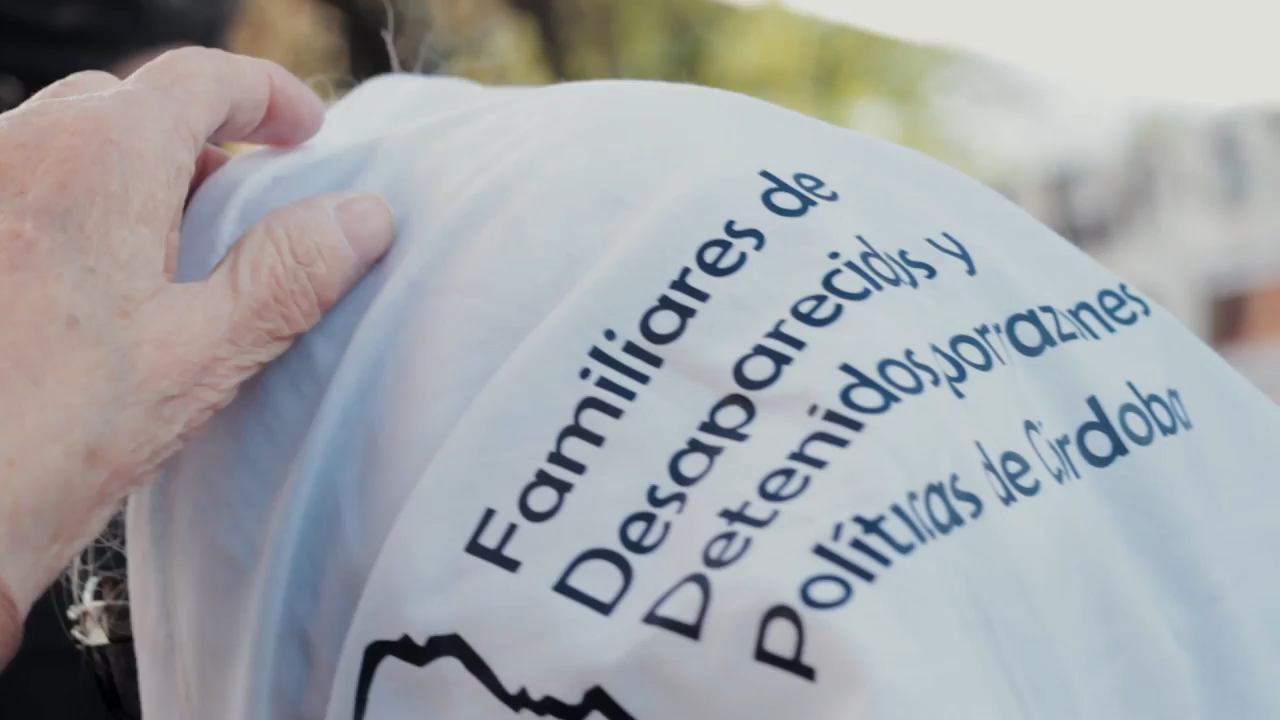 Familiares de
Desaparecidos y
Detenidos por razones
Políticas de Córdoba